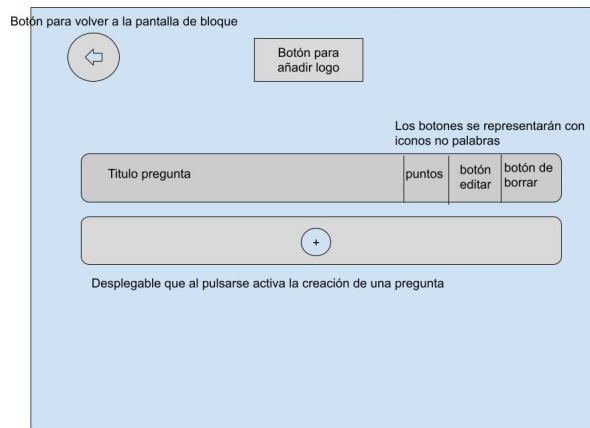 Botón para volver a la pantalla de bloque
Botón para
añadir logo
Los botones se representarán con
iconos no palabras
Titulo pregunta
puntos
botón
editar
botón de
borrar
+
Desplegable que al pulsarse activa la creación de una pregunta